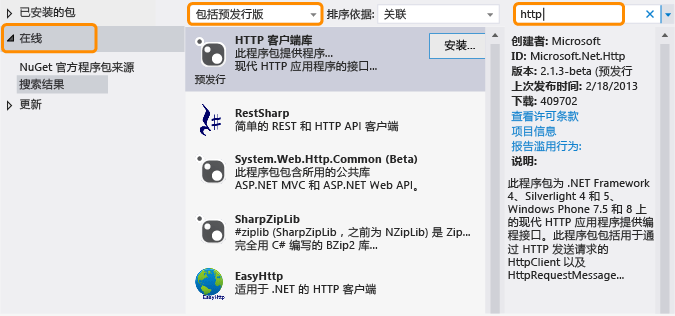 已安装的包
在线
NuGet 官方程序包来源
搜索结果
更新
包括预发行版
排序依据: 关联
http
HTTP 客户端库
此程序包提供程序...
现代 HTTP 应用程序的接口...
预发行
安装...
RestSharp
简单的 REST 和 HTTP API 客户端
System.Web.Http.Common (Beta)
此程序包包含所用的公共库
ASP.NET MVC 和 ASP.NET Web API。
SharpZipLib
#ziplib (SharpZipLib，之前为 NZipLib) 是 Zip...
完全用 C# 编写的 BZip2 库...
EasyHttp
EasyHttp
适用于 .NET 的 HTTP 客户端
创建者: Microsoft
ID: Microsoft.Net.Http
版本: 2.1.3-beta (预发行
上次发布时间: 2/18/2013
下载: 409702
查看许可条款
项目信息
报告滥用行为:
说明:
此程序包为 .NET Framework
4、Silverlight 4 和 5、
Windows Phone 7.5 和 8 上
的现代 HTTP 应用程序提供编
程接口。此程序包包括用于通
过 HTTP 发送请求的
HttpClient 以及
HttpRequestMessage...